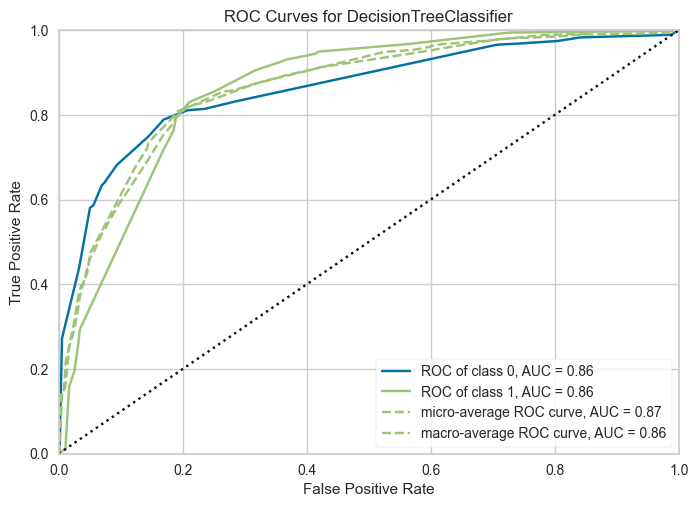 ROC Curves for DecisionTreeClassifier
1.0
0.8
0.6
0.4
0.2
0.0
True Positive Rate
ROC of class 0, AUC = 0.86
ROC of class 1, AUC = 0.86
micro-average ROC curve, AUC = 0.87
macro-average ROC curve, AUC = 0.86
0.0 0.2 0.4 0.6 0.8 1.0
False Positive Rate